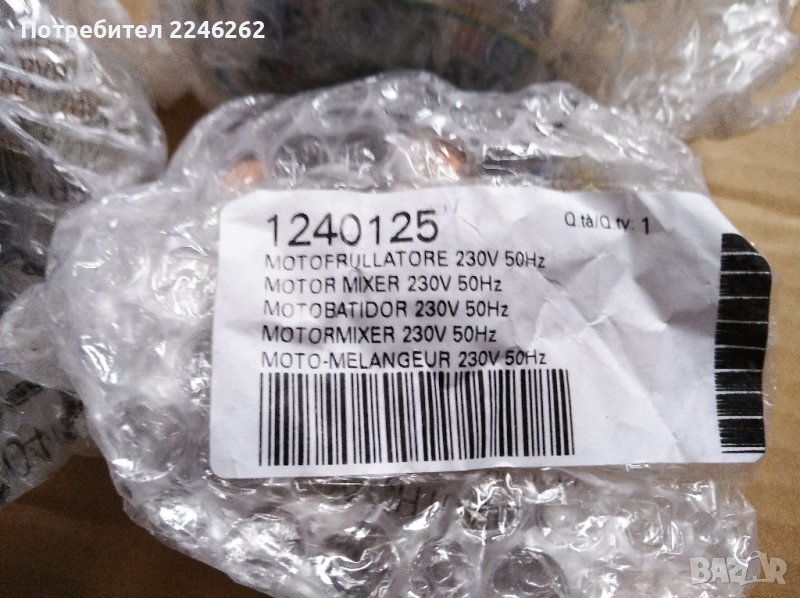 Потребител 2246262
1240125
Q.tà/Q.ty: 1
MOTOFRULLATORE 230V 50Hz
MOTOR MIXER 230V 50Hz
MOTOBATIDOR 230V 50Hz
MOTORMIXER 230V 50Hz
MOTO-MELANGEUR 230V 50Hz
BAZAR